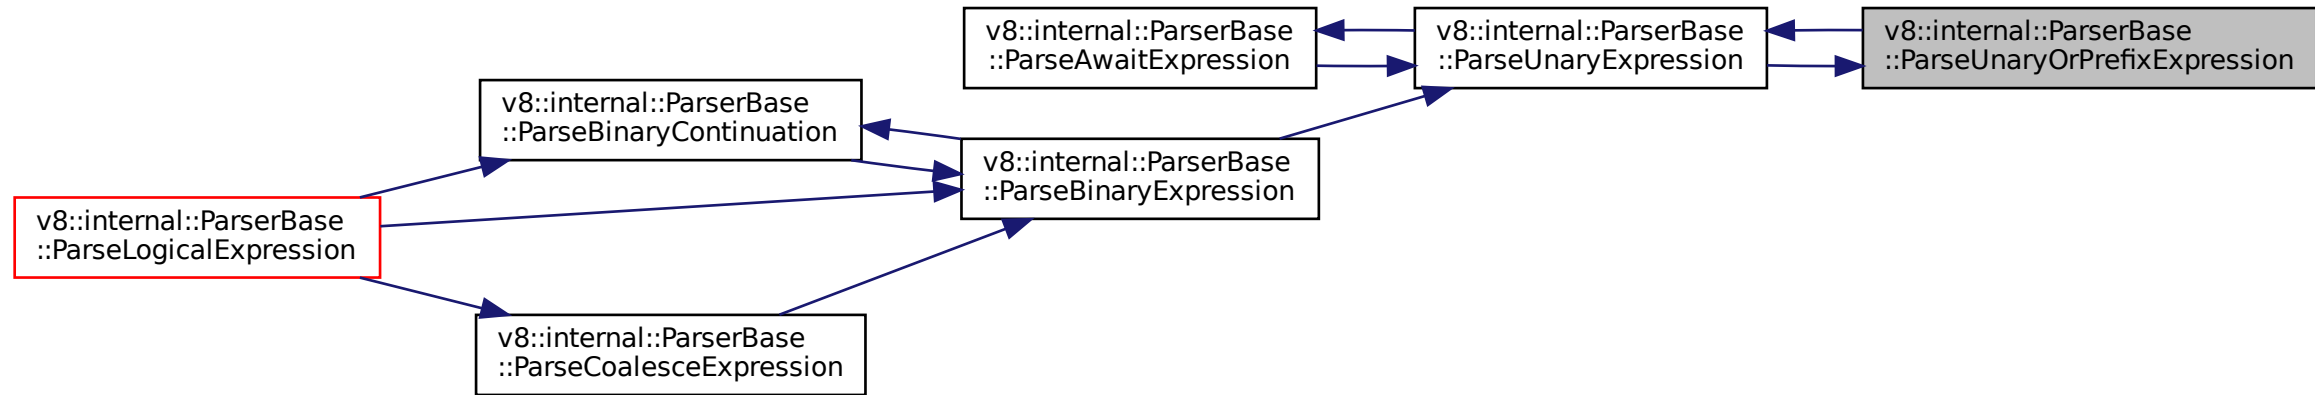 v8::internal::ParserBase
::ParseAwaitExpression
v8::internal::ParserBase
::ParseUnaryExpression
v8::internal::ParserBase
::ParseUnaryOrPrefixExpression
v8::internal::ParserBase
::ParseBinaryContinuation
v8::internal::ParserBase
::ParseBinaryExpression
v8::internal::ParserBase
::ParseLogicalExpression
v8::internal::ParserBase
::ParseCoalesceExpression